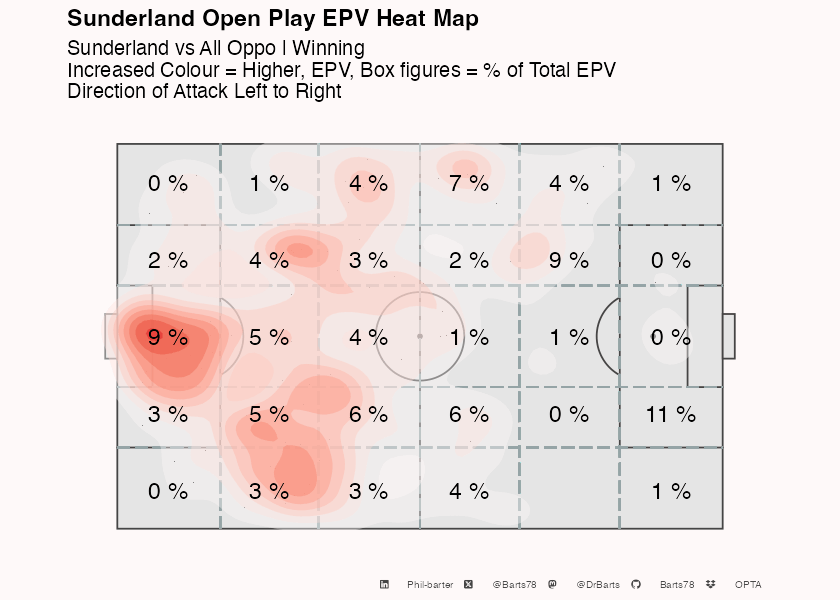 Sunderland Open Play EPV Heat Map
Sunderland vs All Oppo | Winning
Increased Colour = Higher, EPV, Box figures = % of Total EPV
Direction of Attack Left to Right
0 % 1 % 4 % 7 % 4 % 1 %
2 % 4 % 3 % 2 % 9 % 0 %
9 % 5 % 4 % 1 % 1 % 0 %
3 % 5 % 6 % 6 % 0 % 11 %
0 % 3 % 3 % 4 % 1 %
Phil-barter @Barts78 @DrBarts Barts78 OPTA